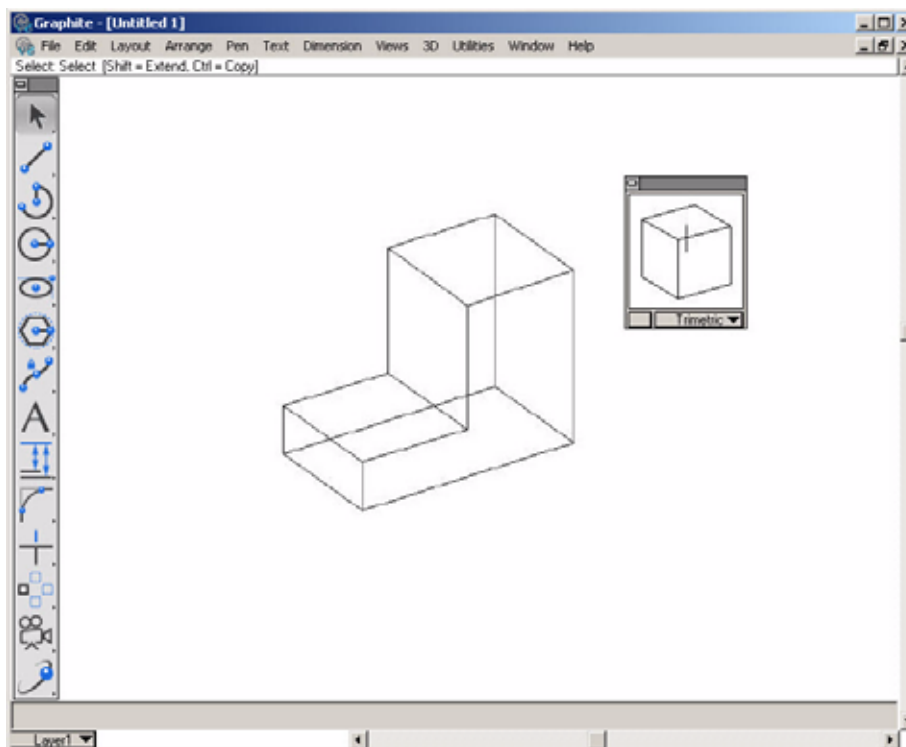 Graphite - [Untitled 1]
File Edit Layout Arrange Pen Text Dimension Views 3D Utilities Window Help
Select: Select [Shift = Extend, Ctrl = Copy]
A
Trimetric
Layer1